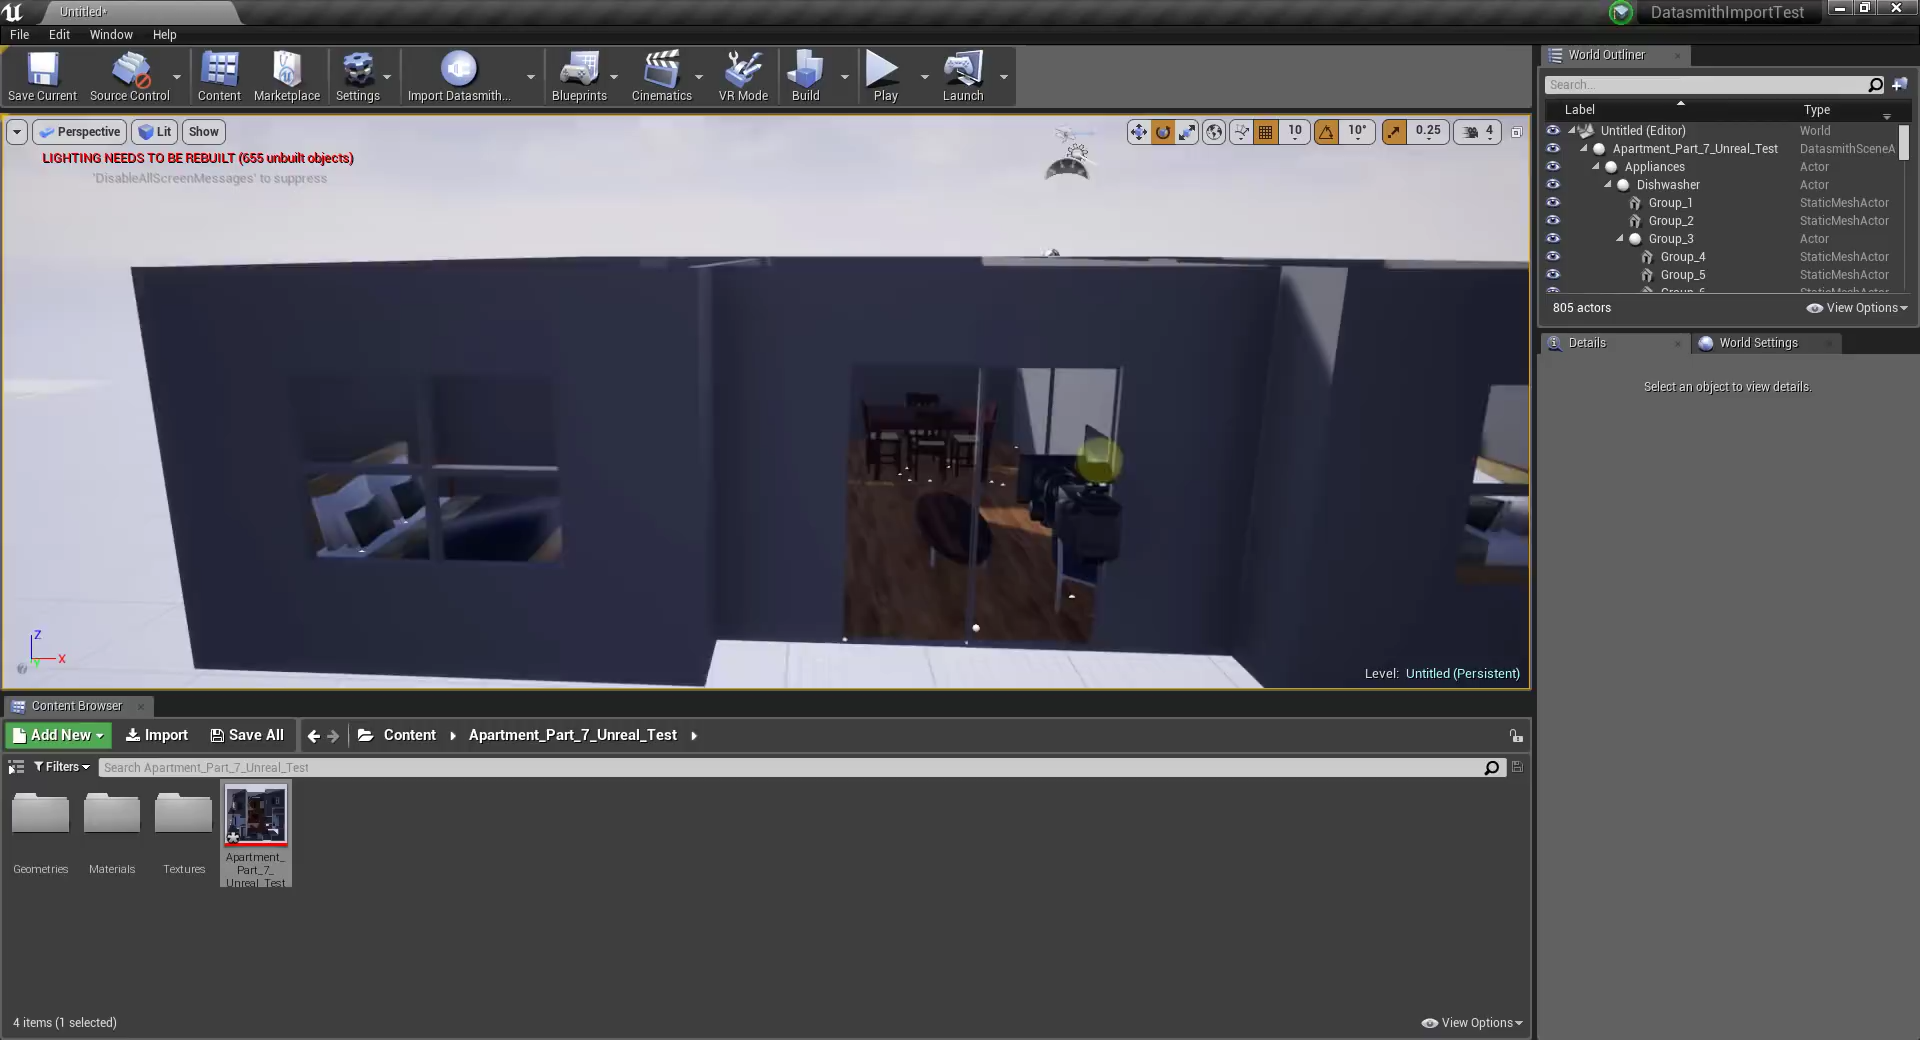 Untitled*
DatasmithImportTest
File Edit Window Help
Save Current
Source Control
Content
Marketplace
Settings
Import Datasmith...
Blueprints
Cinematics
VR Mode
Build
Play
Launch
Perspective
Lit
Show
10
10°
0.25
4
LIGHTING NEEDS TO BE REBUILT (655 unbuilt objects)
'DisableAllScreenMessages' to suppress
Z
X
Y
Level: Untitled (Persistent)
World Outliner
Search...
Label Type
Untitled (Editor) World
Apartment_Part_7_Unreal_Test DatasmithSceneA
Appliances Actor
Dishwasher Actor
Group_1 StaticMeshActor
Group_2 StaticMeshActor
Group_3 Actor
Group_4 StaticMeshActor
Group_5 StaticMeshActor
Group_6 StaticMeshActor
805 actors
View Options
Details
World Settings
Select an object to view details.
Content Browser
Add New
Import
Save All
Content
Apartment_Part_7_Unreal_Test
Filters
Search Apartment_Part_7_Unreal_Test
Geometries
Materials
Textures
Apartment_
Part_7_
Unreal_Test
4 items (1 selected)
View Options